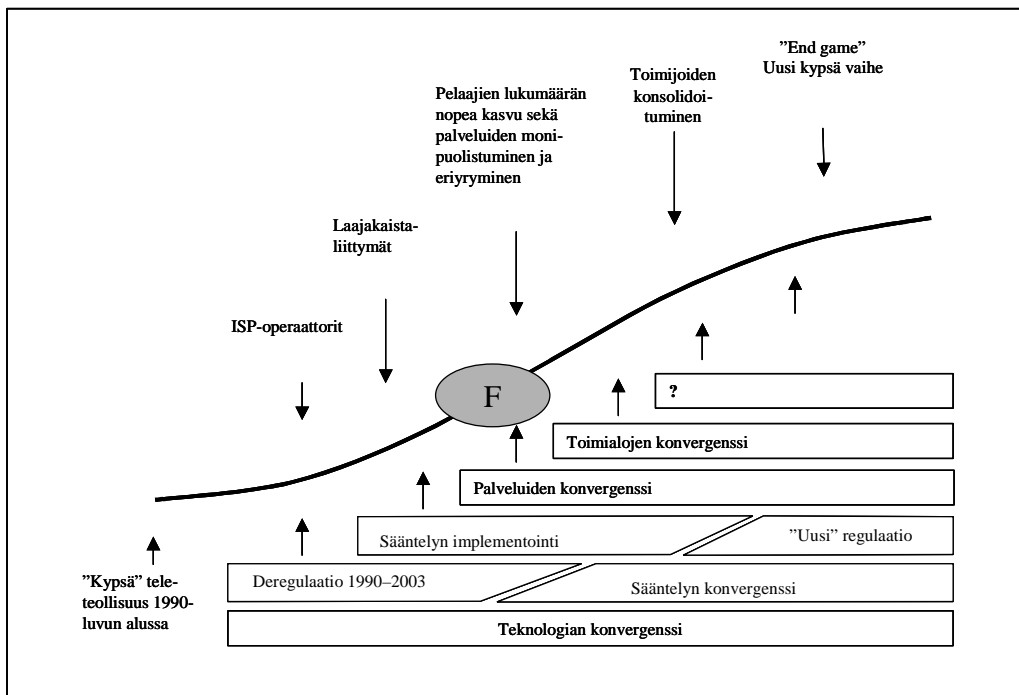 ”End game”
Uusi kypsä vaihe
Toimijoiden
konsolidoi-
tuminen
Pelaajien lukumäärän
nopea kasvu sekä
palveluiden moni-
puolistuminen ja
eriyryminen
Laajakaista-
liittymät
ISP-operaattorit
F
?
Toimialojen konvergenssi
Palveluiden konvergenssi
Sääntelyn implementointi
”Uusi” regulaatio
”Kypsä” tele-
teollisuus 1990-
luvun alussa
Deregulaatio 1990–2003
Sääntelyn konvergenssi
Teknologian konvergenssi